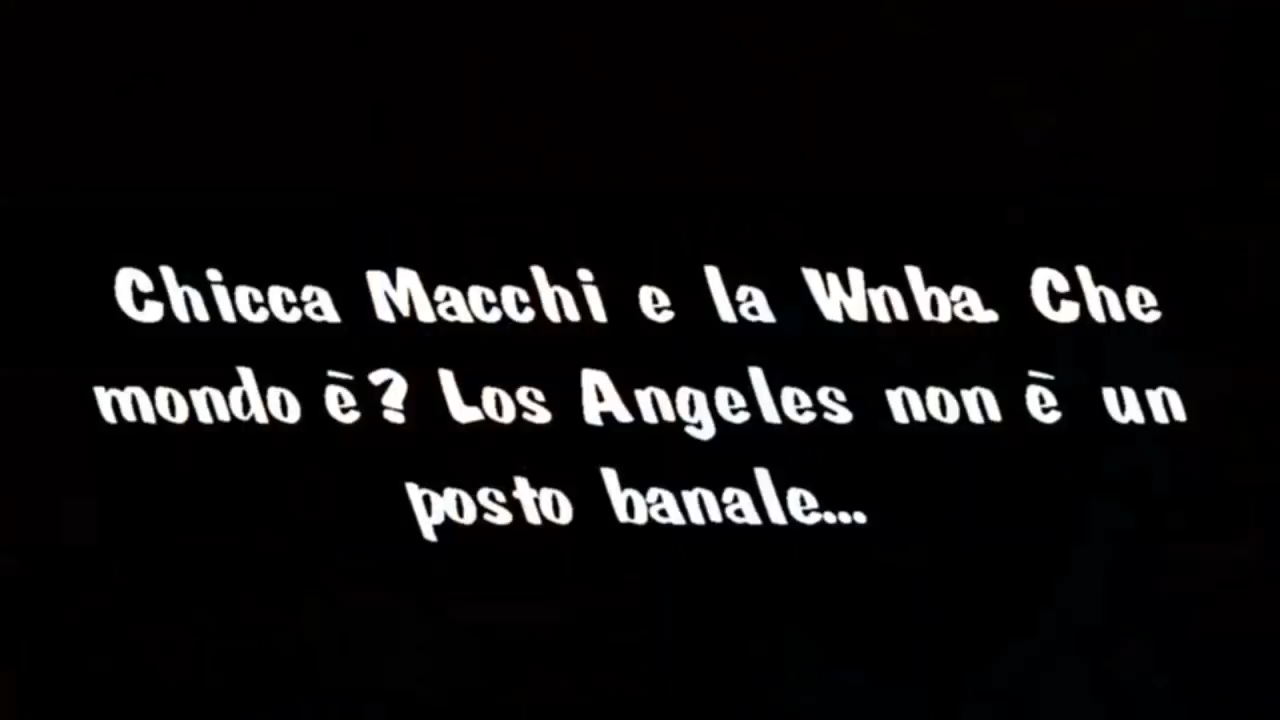 Chicca Macchi e la Wnba. Che
mondo è? Los Angeles non è un
posto banale...